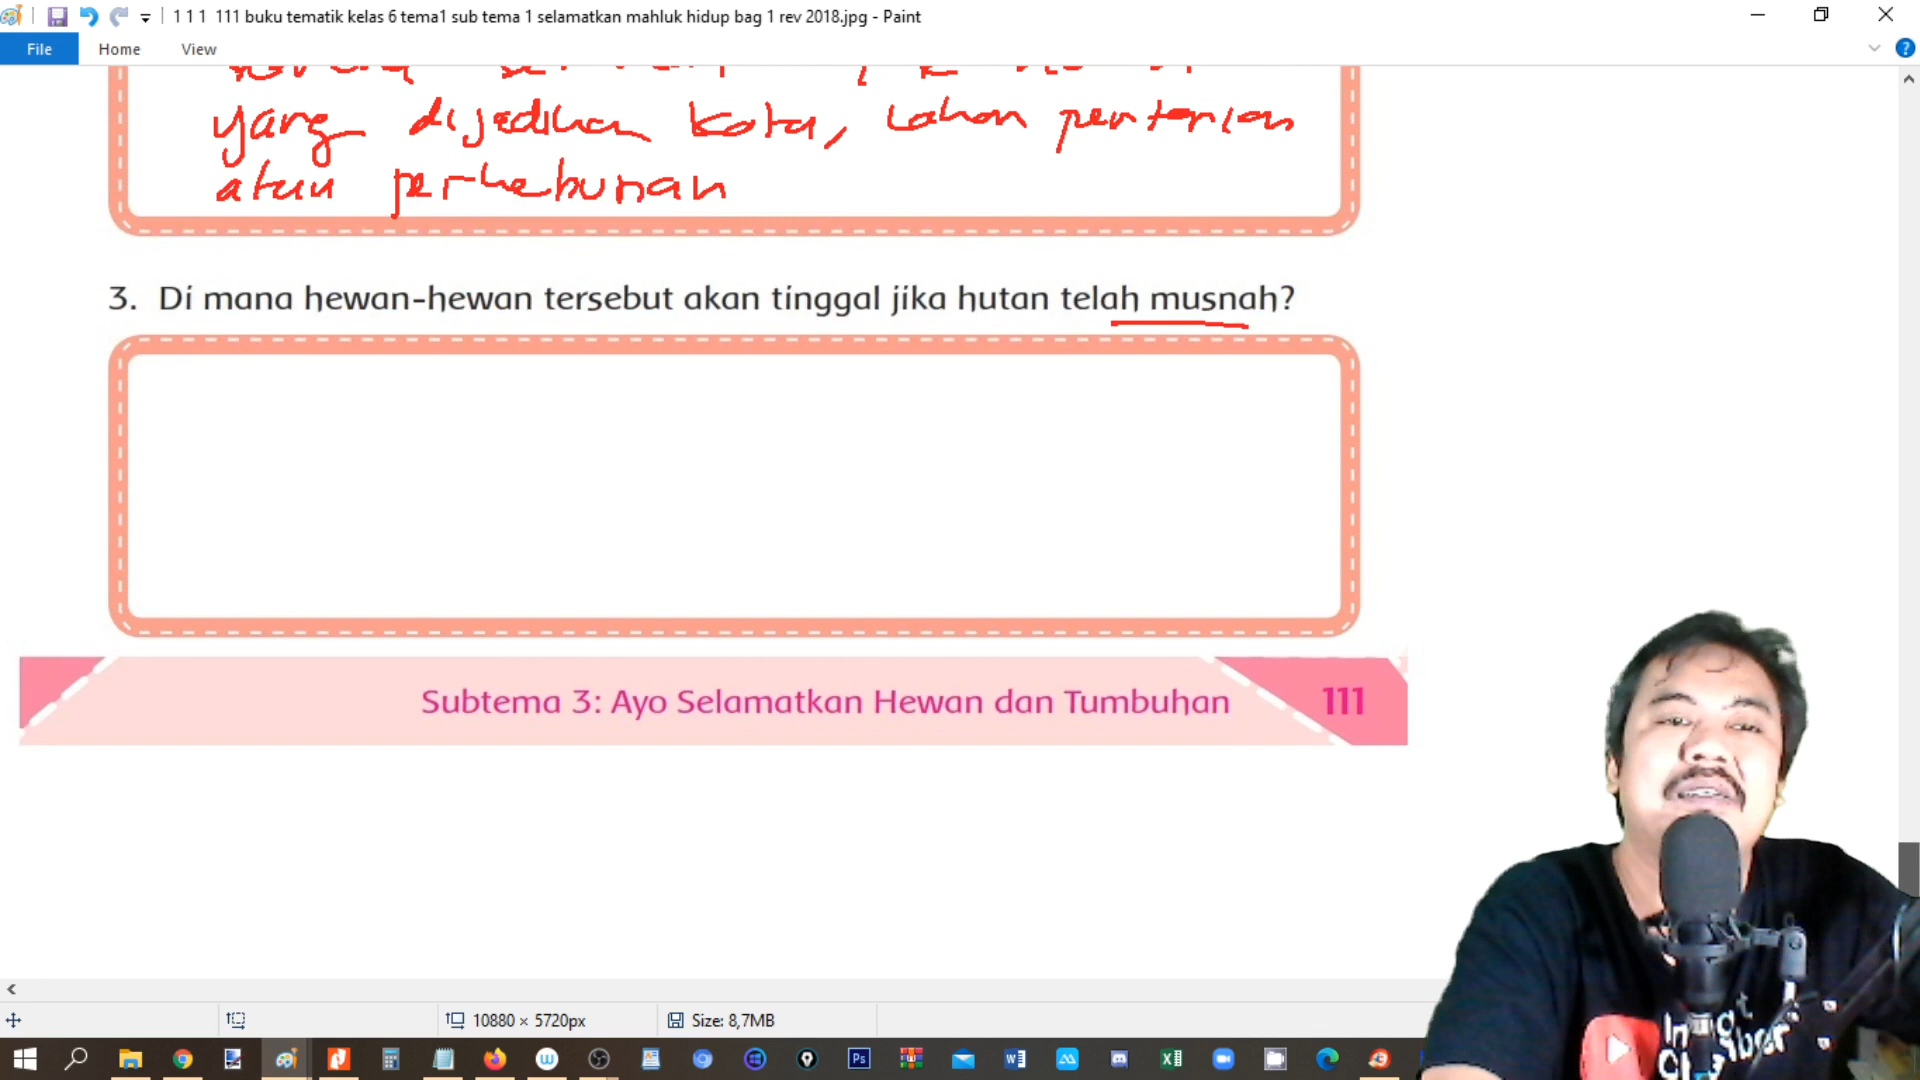 1 1 1  111 buku tematik kelas 6 tema1 sub tema 1 selamatkan mahluk hidup bag 1 rev 2018.jpg - Paint
File Home View
yang dijadikan kota, lahan pertanian
atau perkebunan
3. Di mana hewan-hewan tersebut akan tinggal jika hutan telah musnah?
Subtema 3: Ayo Selamatkan Hewan dan Tumbuhan 111
10880 × 5720px Size: 8,7MB